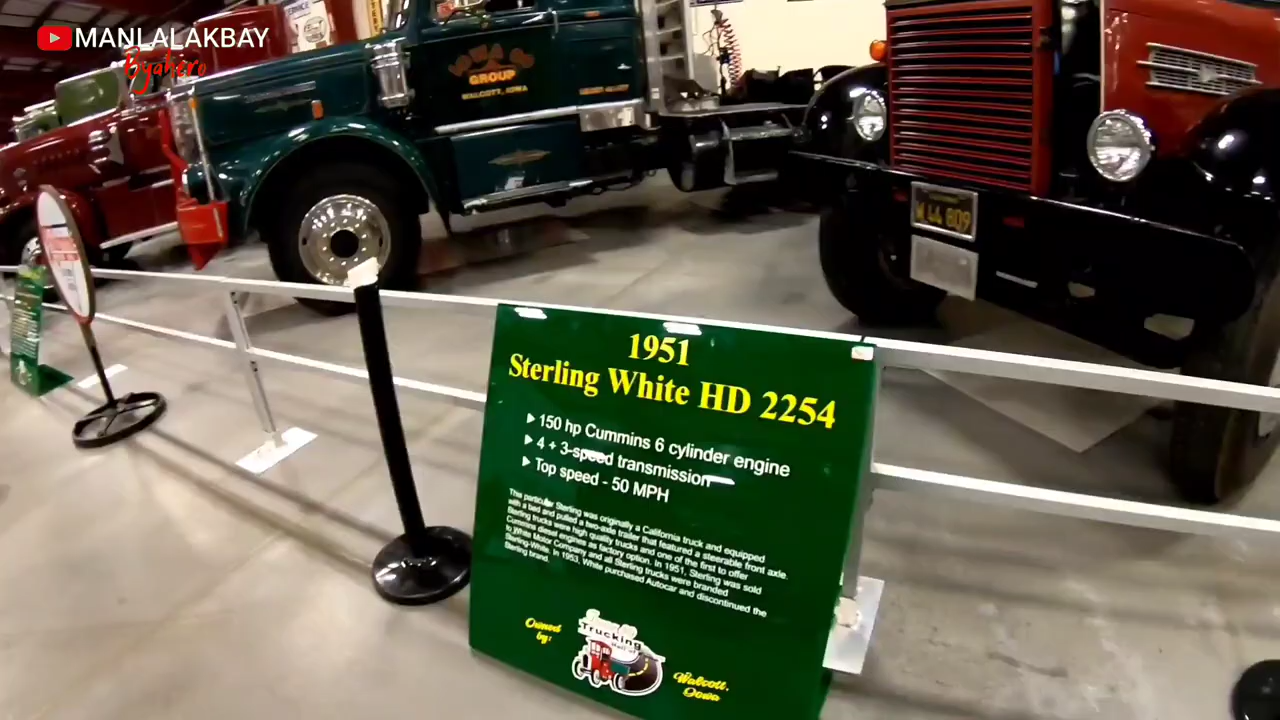 MANLALAKBAY
Byahero
GROUP
WALCOTT, IOWA
W 44 809
1951
Sterling White HD 2254
150 hp Cummins 6 cylinder engine
4 + 3-speed transmission
Top speed - 50 MPH
This particular Sterling was originally a California truck and equipped
with a bed and pulled a two-axle trailer that featured a steerable front axle.
Sterling trucks were high quality trucks and one of the first to offer
Cummins diesel engines as factory option. In 1951, Sterling was sold
to White Motor Company and all Sterling trucks were branded
Sterling-White. In 1953, White purchased Autocar and discontinued the
Sterling brand.
Owned
by:
Trucking
Walcott,
Iowa